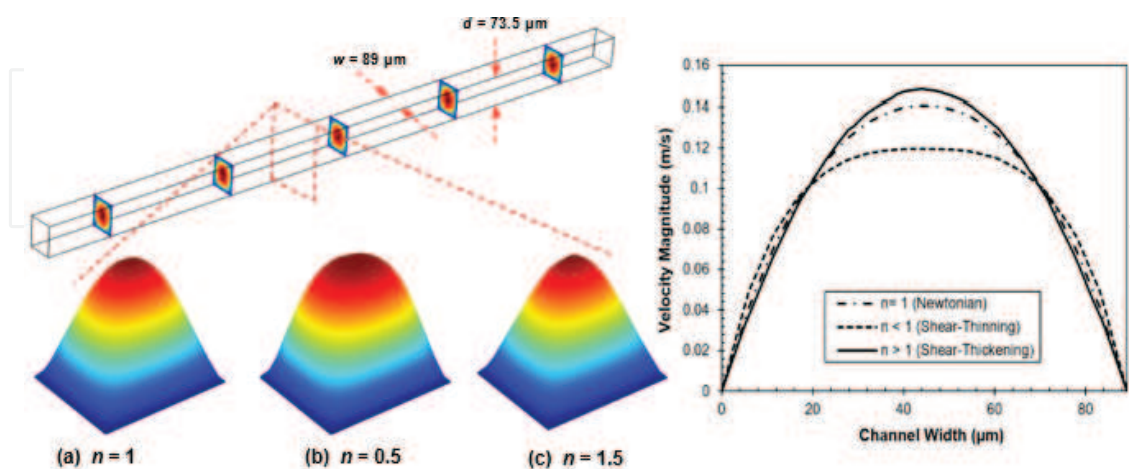 d = 73.5 µm
w = 89 µm
(a) n = 1
(b) n = 0.5
(c) n = 1.5
Velocity Magnitude (m/s)
0.16
0.14
0.12
0.1
0.08
0.06
0.04
0.02
0
n= 1 (Newtonian)
n < 1 (Shear-Thinning)
n > 1 (Shear-Thickening)
0 20 40 60 80
Channel Width (µm)